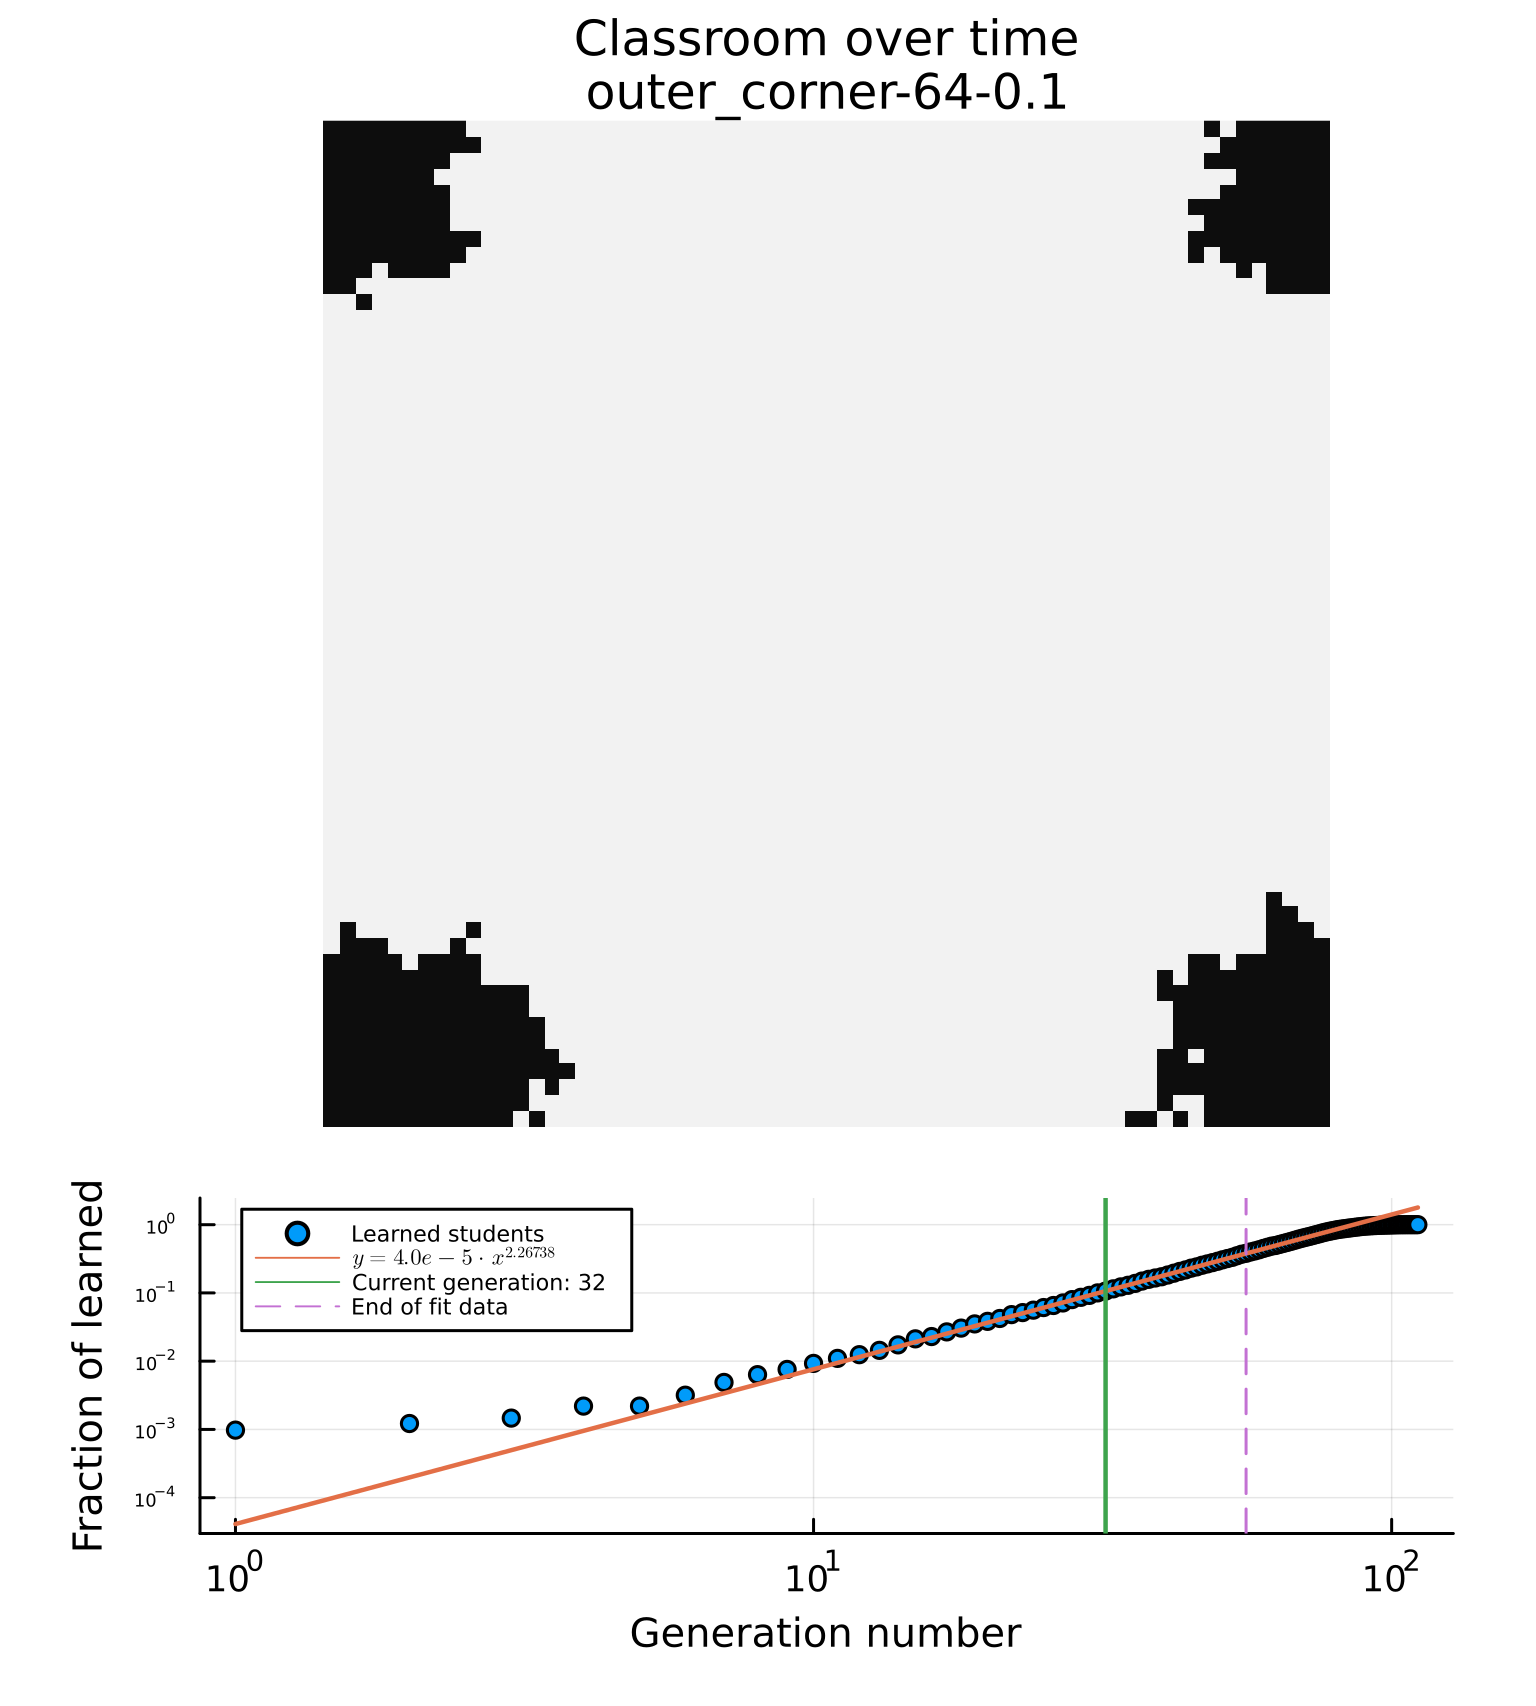 Classroom over time
outer_corner-64-0.1
Fraction of learned
10^0
10^−1
10^−2
10^−3
10^−4
Learned students
y = 4.0e − 5 · x^2.26738
Current generation: 32
End of fit data
10^0
10^1
10^2
Generation number